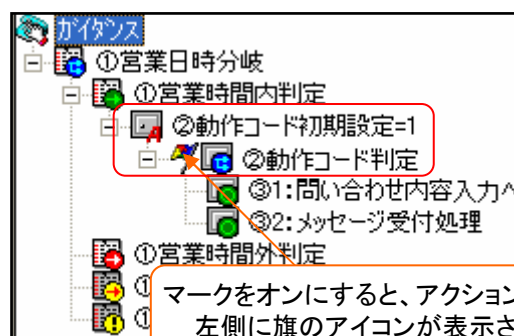 ガイダンス
①営業日時分岐
①営業時間内判定
②動作コード初期設定=1
②動作コード判定
③1:問い合わせ内容入力へ
③2:メッセージ受付処理
①営業時間外判定
①
①
マークをオンにすると、アクション
左側に旗のアイコンが表示さ